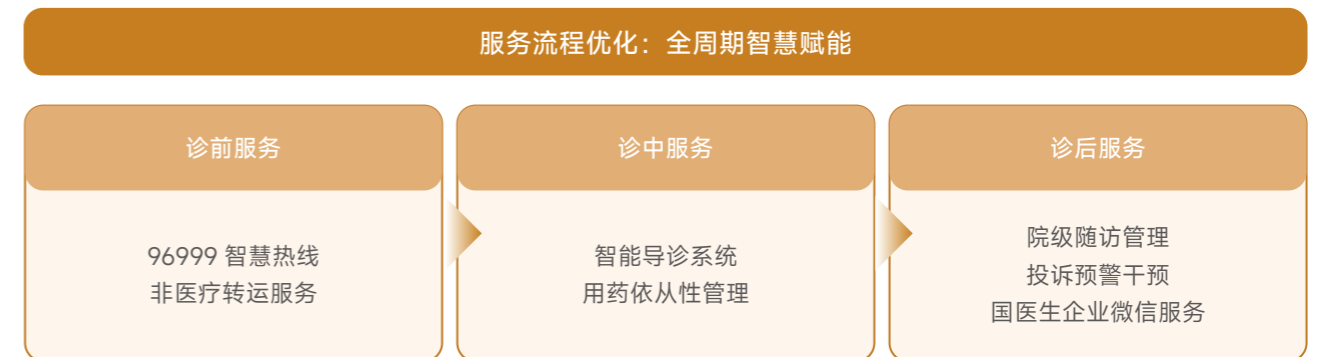 服务流程优化：全周期智慧赋能
诊前服务
96999 智慧热线
非医疗转运服务
诊中服务
智能导诊系统
用药依从性管理
诊后服务
院级随访管理
投诉预警干预
国医生企业微信服务